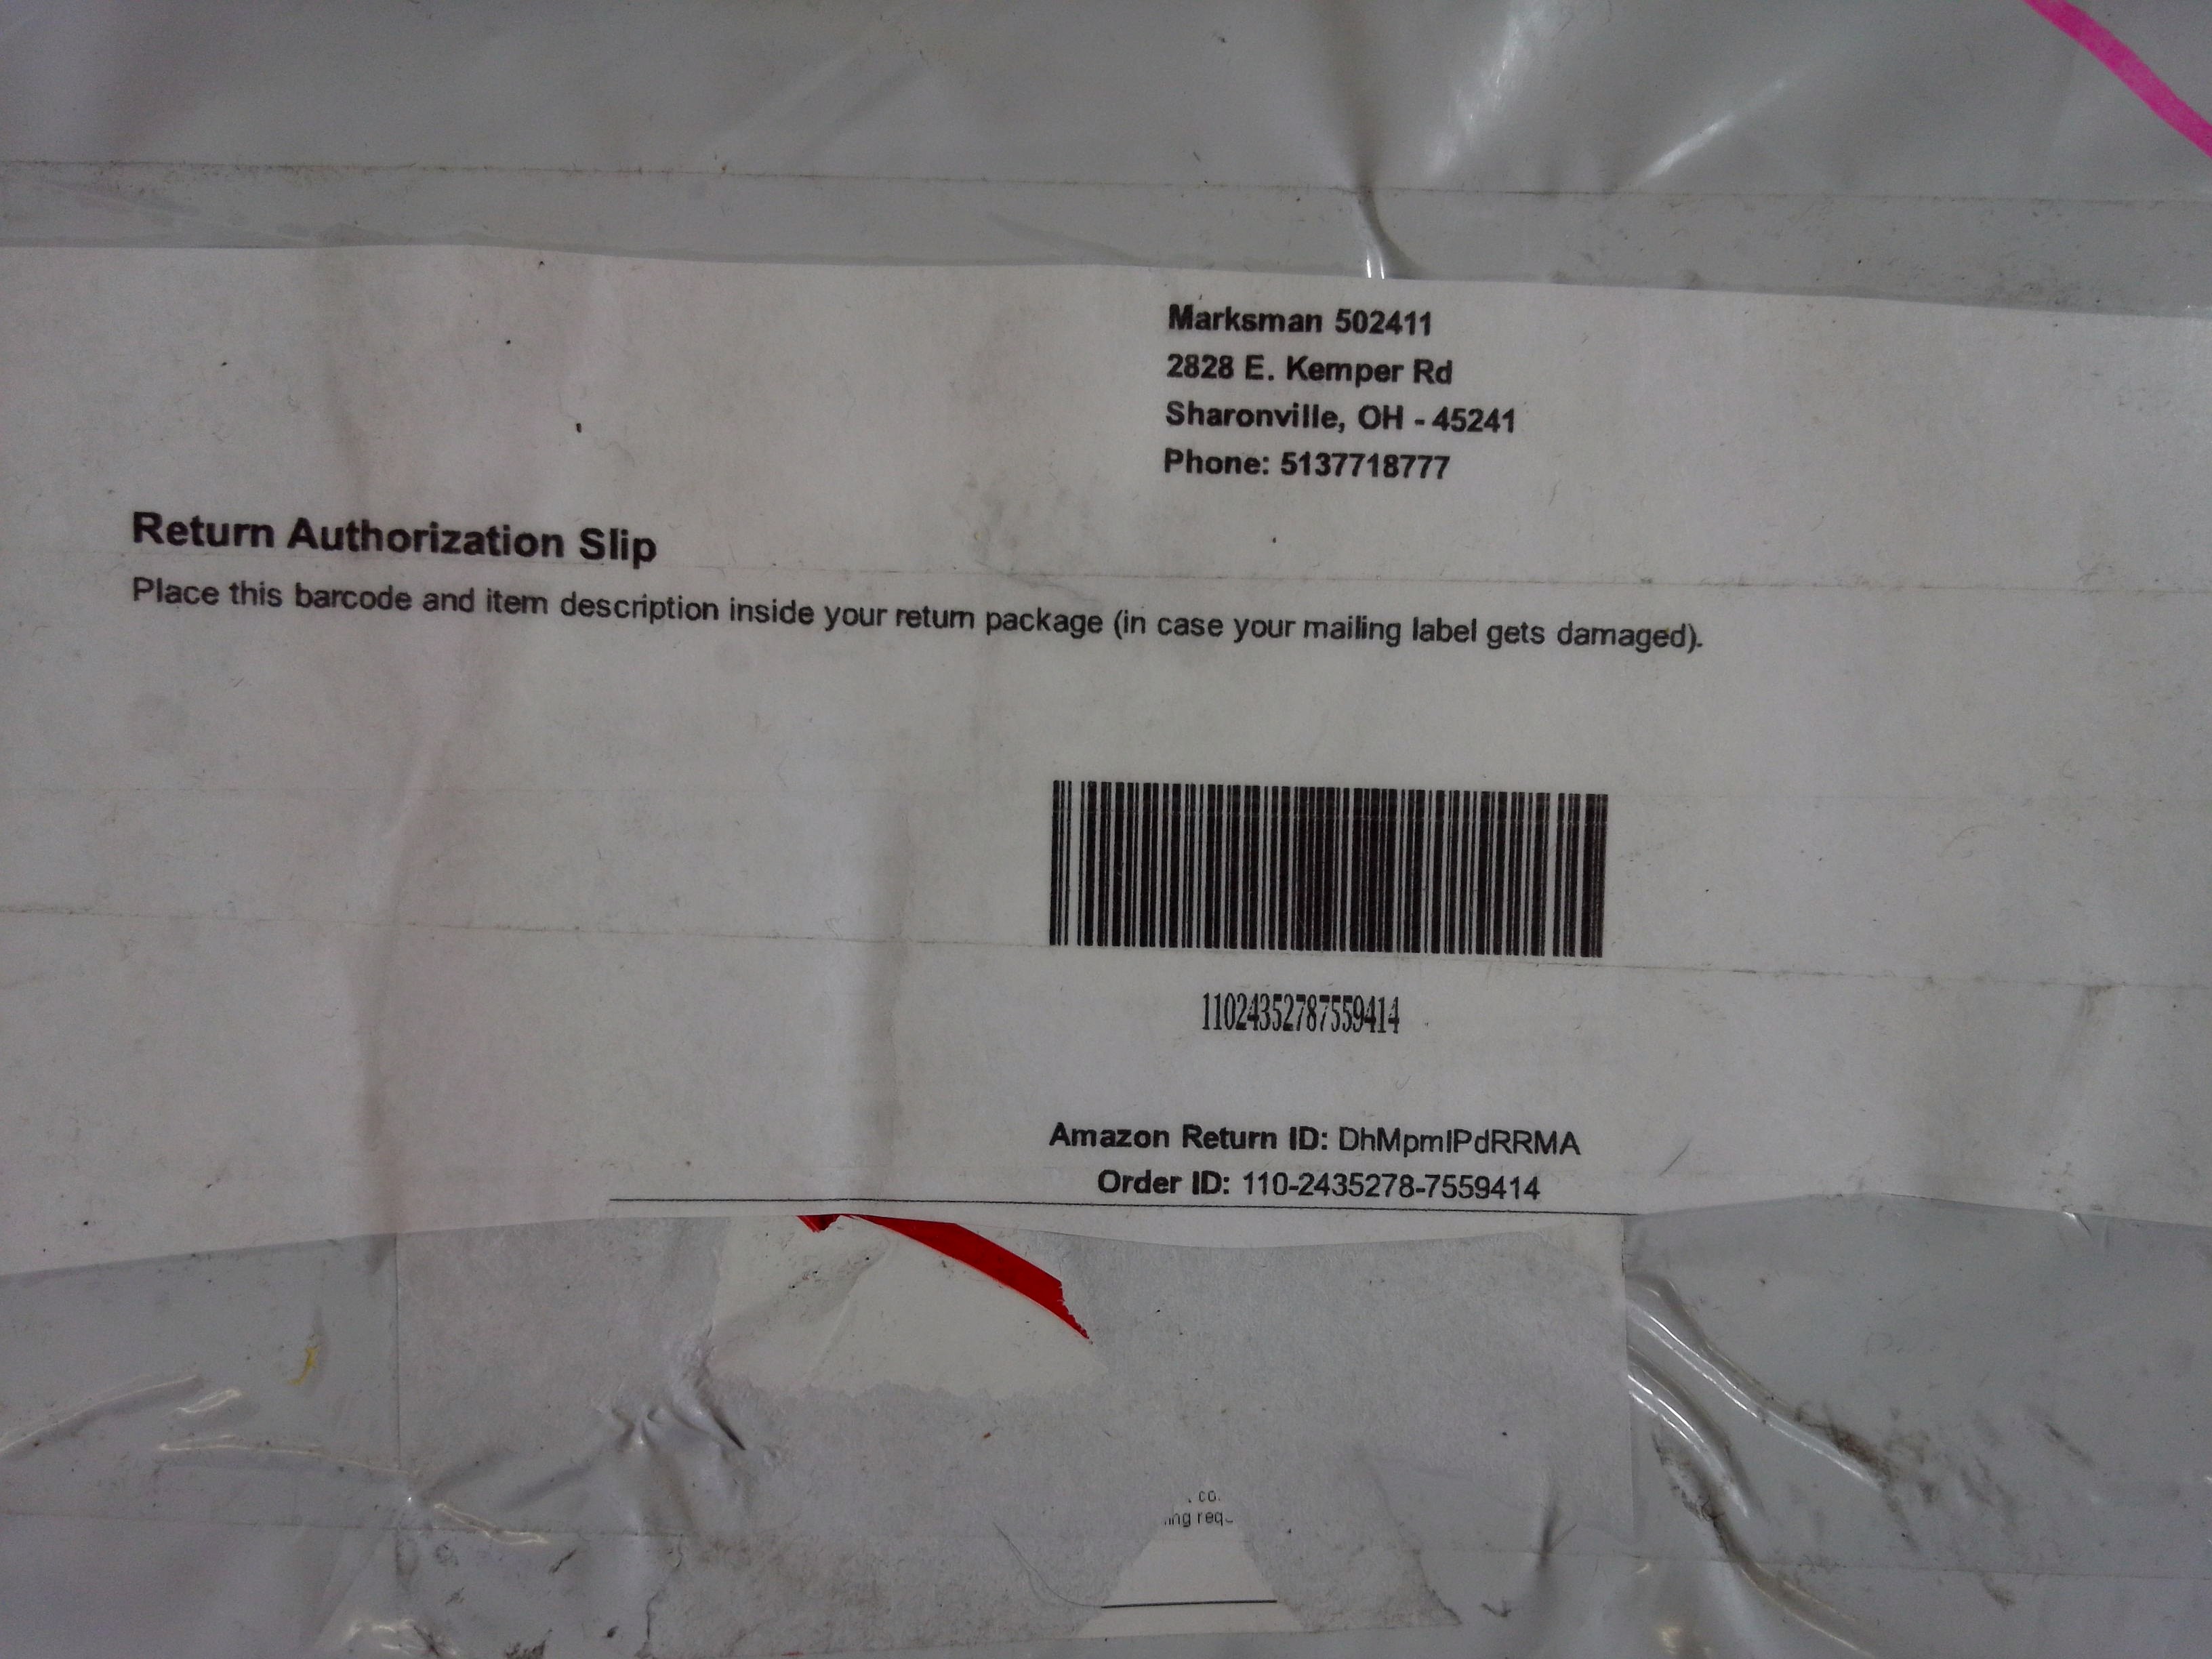 Marksman 502411
2828 E. Kemper Rd
Sharonville, OH - 45241
Phone: 5137718777
Return Authorization Slip
Place this barcode and item description inside your return package (in case your mailing label gets damaged).
11024352787559414
Amazon Return ID: DhMpmIPdRRMA
Order ID: 110-2435278-7559414
co.